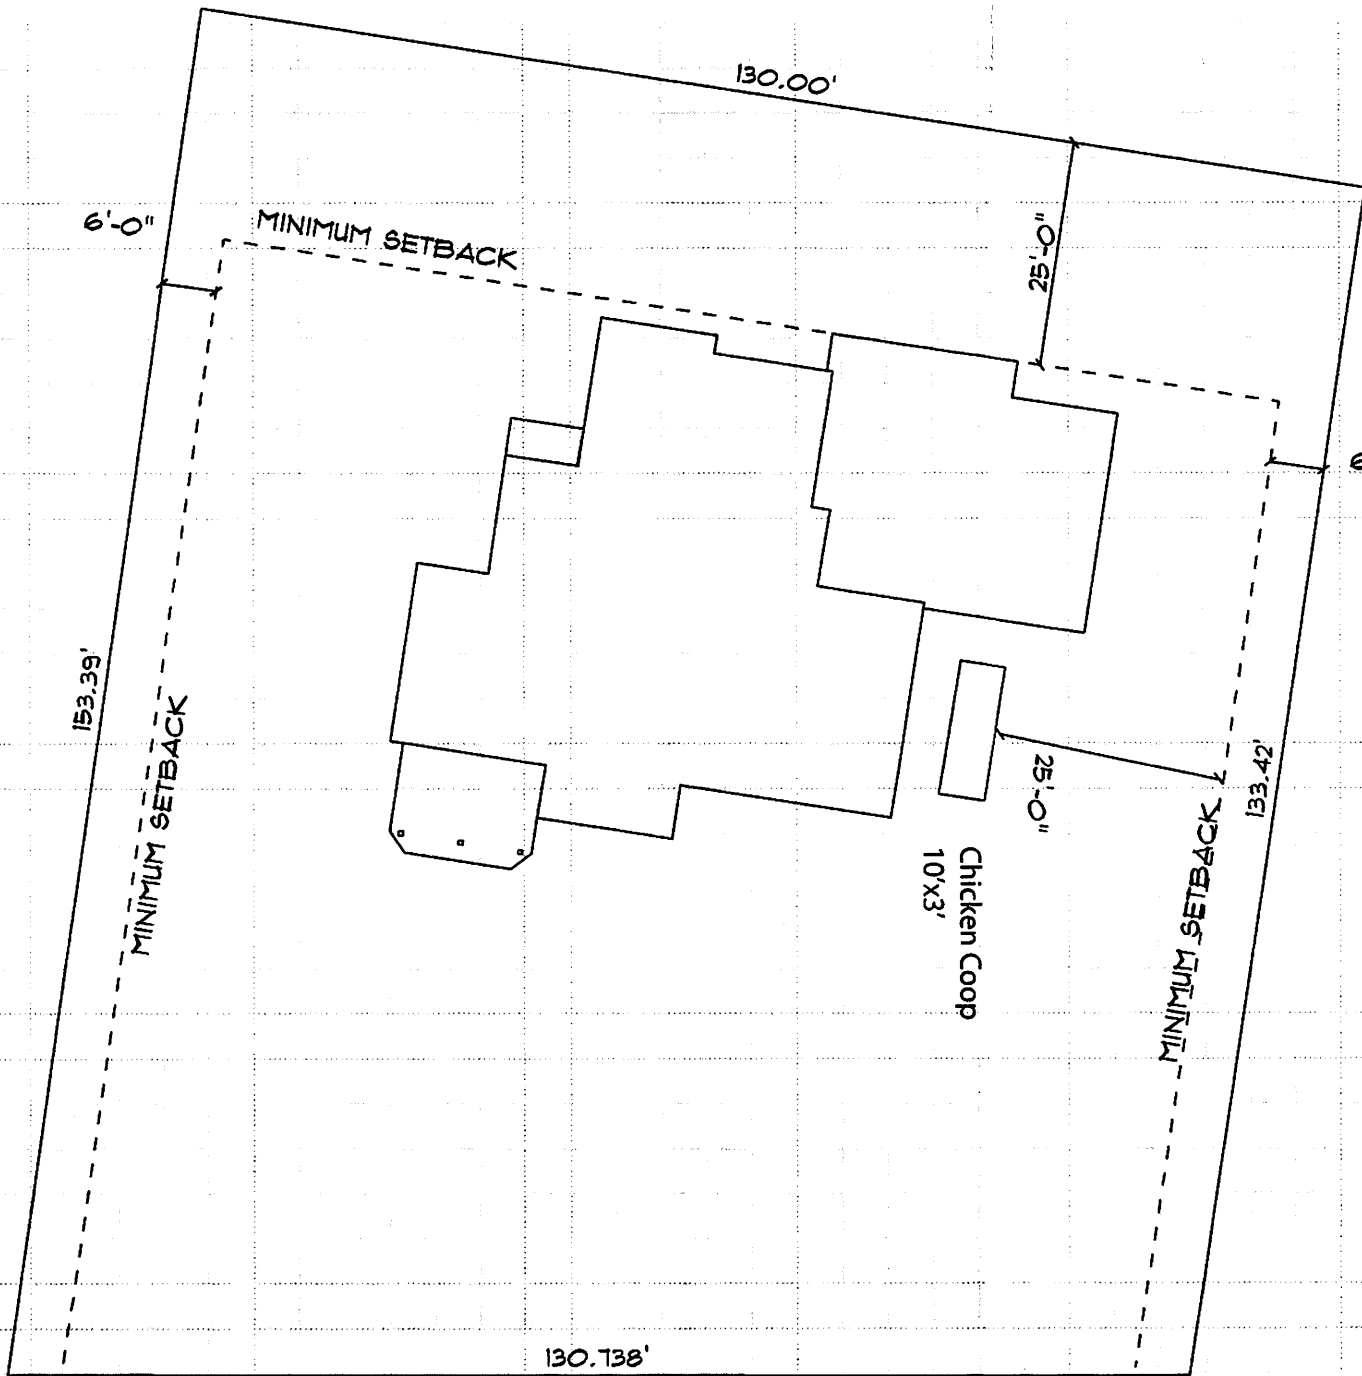 130.00'
6'-0"
MINIMUM SETBACK
25'-0"
6
153.39'
MINIMUM SETBACK
25'-0"
133.42'
MINIMUM SETBACK
Chicken Coop
10'x3'
130.738'